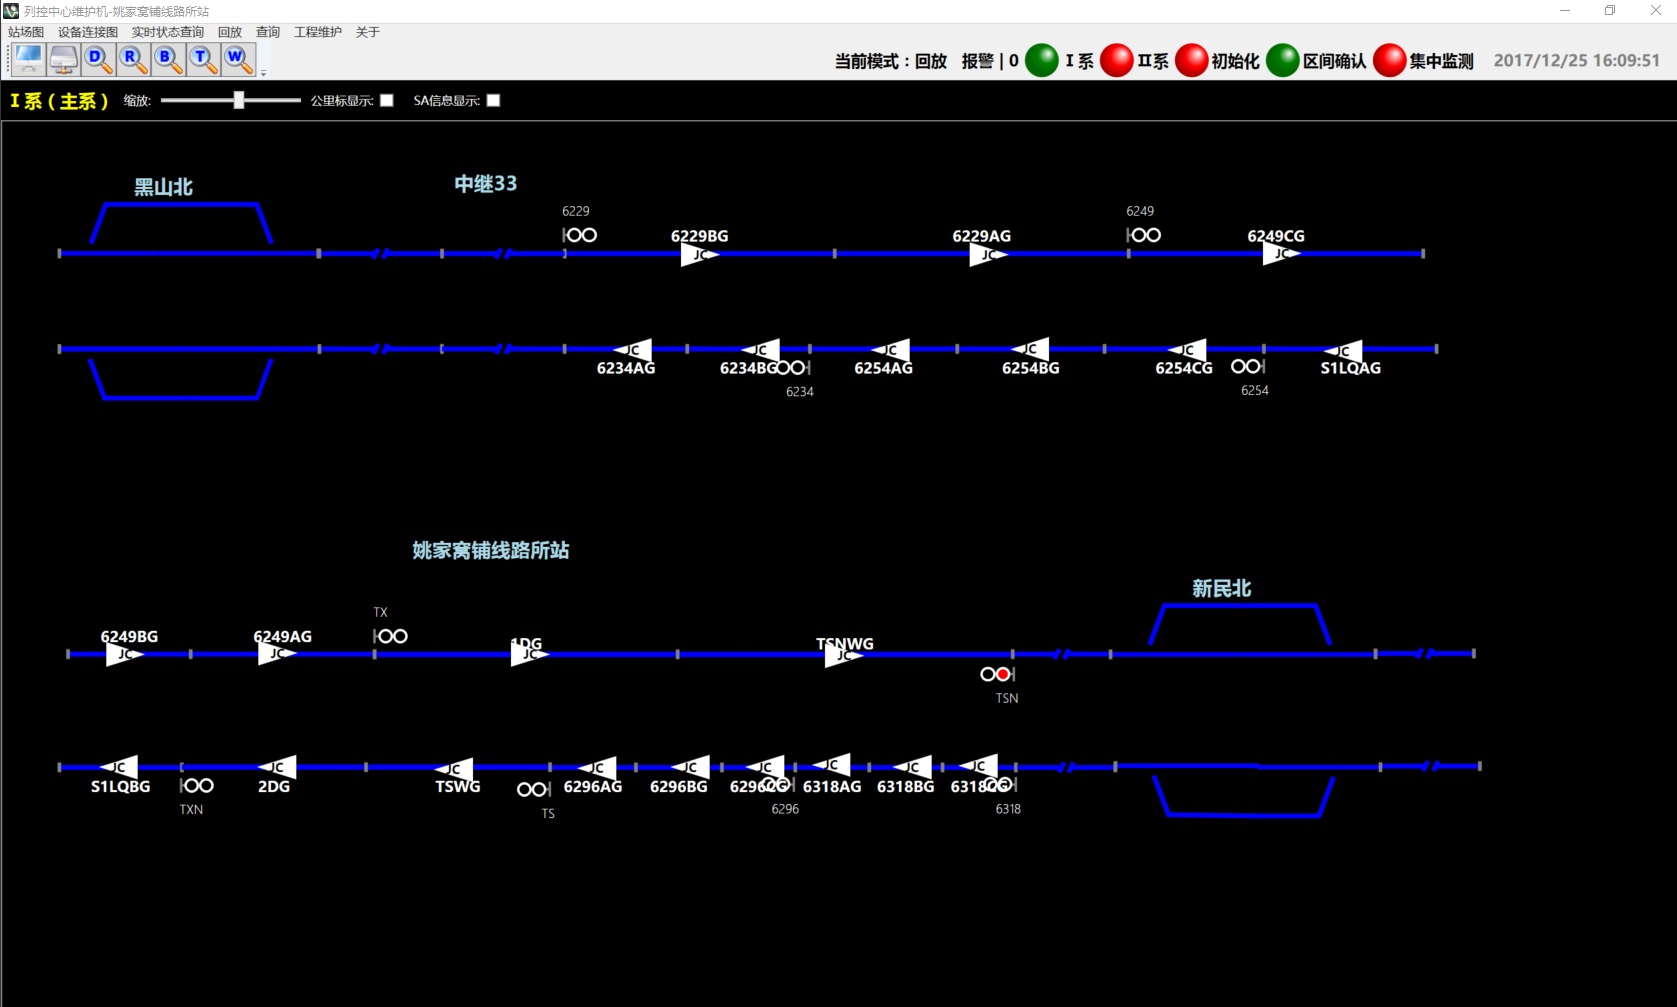 列控中心维护机-姚家窝铺线路所站
站场图 设备连接图 实时状态查询 回放 查询 工程维护 关于
D R B T W
当前模式：回放 报警 | 0 I 系 II系 初始化 区间确认 集中监测 2017/12/25 16:09:51
I 系 ( 主系 ) 缩放: 公里标显示: SA信息显示:
黑山北 中继33
6229 6249
6229BG 6229AG 6249CG
JC JC JC
JC JC JC JC JC JC
6234AG 6234BG 6254AG 6254BG 6254CG S1LQAG
6234 6254
姚家窝铺线路所站
新民北
TX
6249BG 6249AG 1DG TSNWG
JC JC JC JC
TSN
JC JC JC JC JC JC JC JC JC
S1LQBG 2DG TSWG 6296AG 6296BG 6296CG 6318AG 6318BG 6318CG
TXN TS 6296 6318